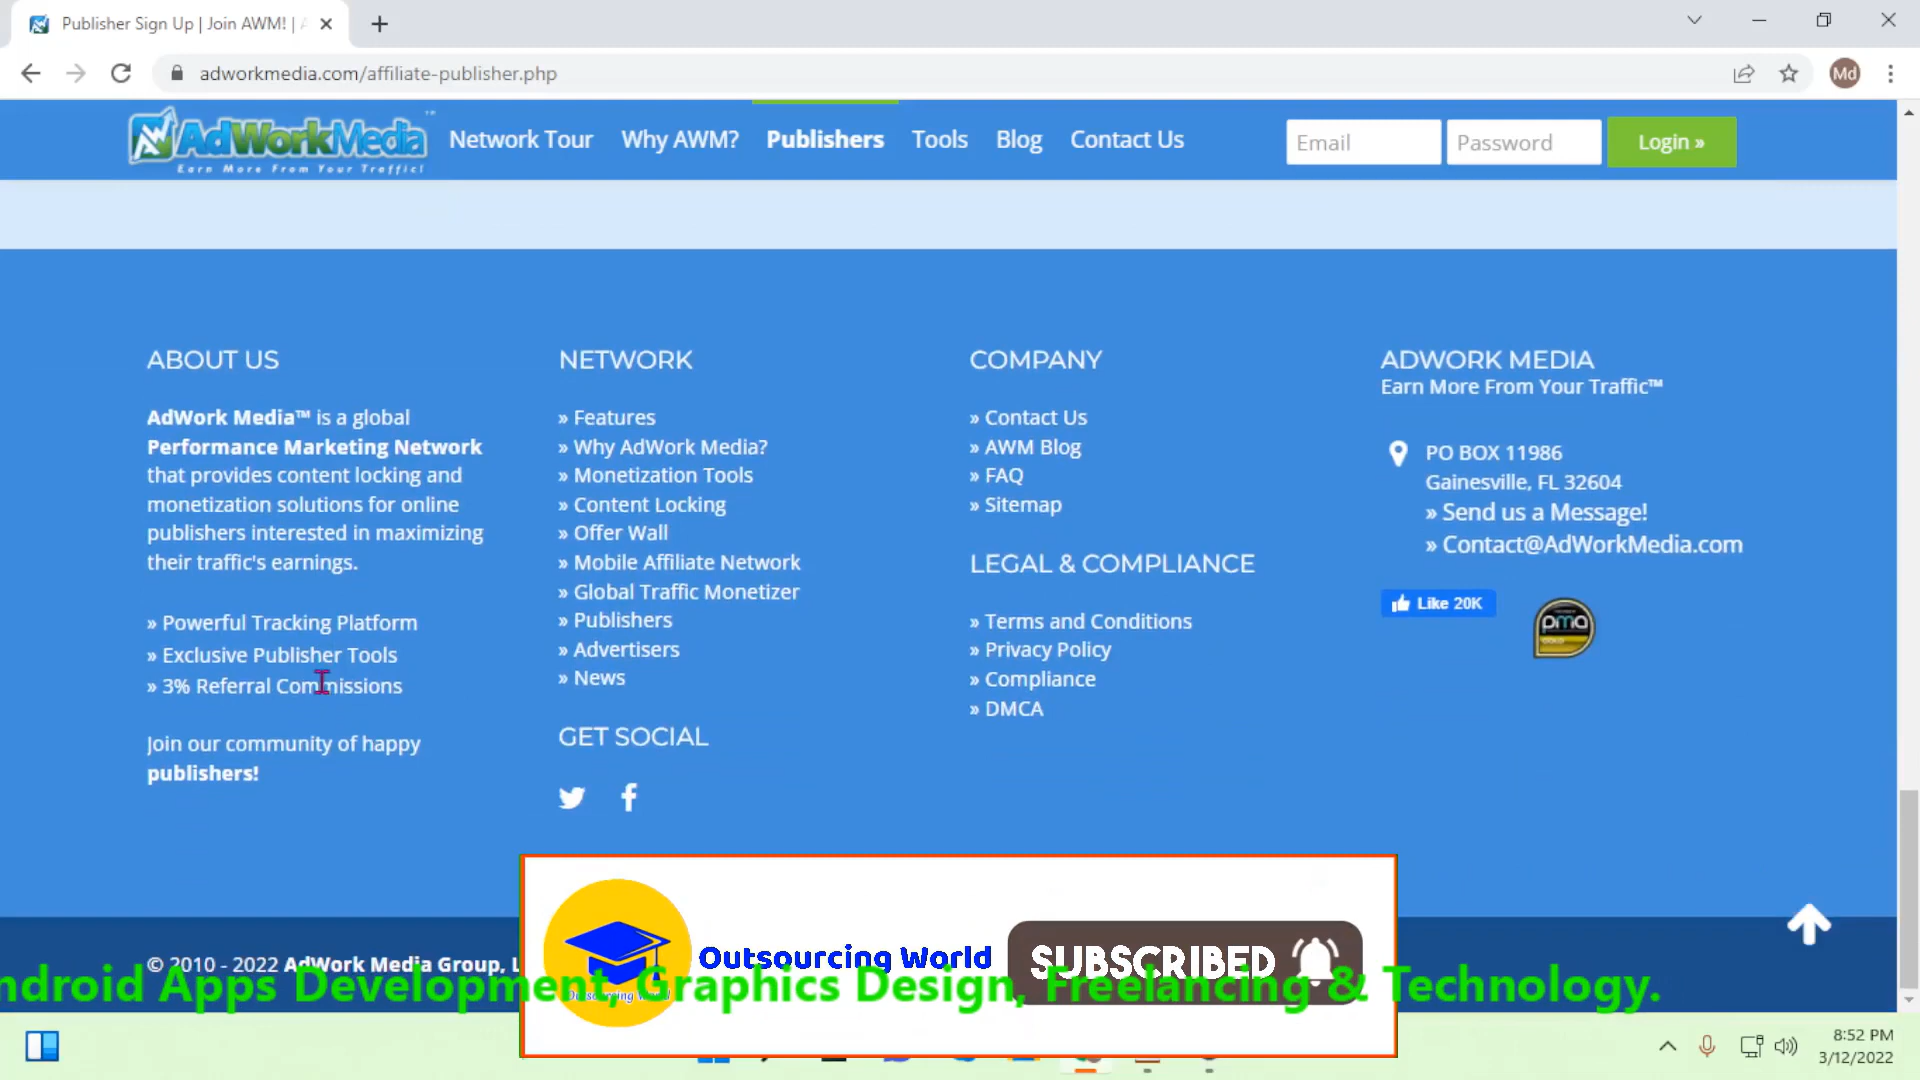 Publisher Sign Up | Join AWM! |
adworkmedia.com/affiliate-publisher.php
Md
AdWorkMedia
Earn More From Your Traffic!
Network Tour
Why AWM?
Publishers
Tools
Blog
Contact Us
Email
Password
Login »
ABOUT US
AdWork Media™ is a global
Performance Marketing Network
that provides content locking and
monetization solutions for online
publishers interested in maximizing
their traffic's earnings.
» Powerful Tracking Platform
» Exclusive Publisher Tools
» 3% Referral Commissions
Join our community of happy
publishers!
NETWORK
» Features
» Why AdWork Media?
» Monetization Tools
» Content Locking
» Offer Wall
» Mobile Affiliate Network
» Global Traffic Monetizer
» Publishers
» Advertisers
» News
GET SOCIAL
COMPANY
» Contact Us
» AWM Blog
» FAQ
» Sitemap
LEGAL & COMPLIANCE
» Terms and Conditions
» Privacy Policy
» Compliance
» DMCA
ADWORK MEDIA
Earn More From Your Traffic™
PO BOX 11986
Gainesville, FL 32604
» Send us a Message!
» Contact@AdWorkMedia.com
Like 20K
pma
GOLD
© 2010 - 2022 AdWork Media Group, L
Outsourcing World
SUBSCRIBED
Outsourcing World
ndroid Apps Development, Graphics Design, Freelancing & Technology.
8:52 PM
3/12/2022